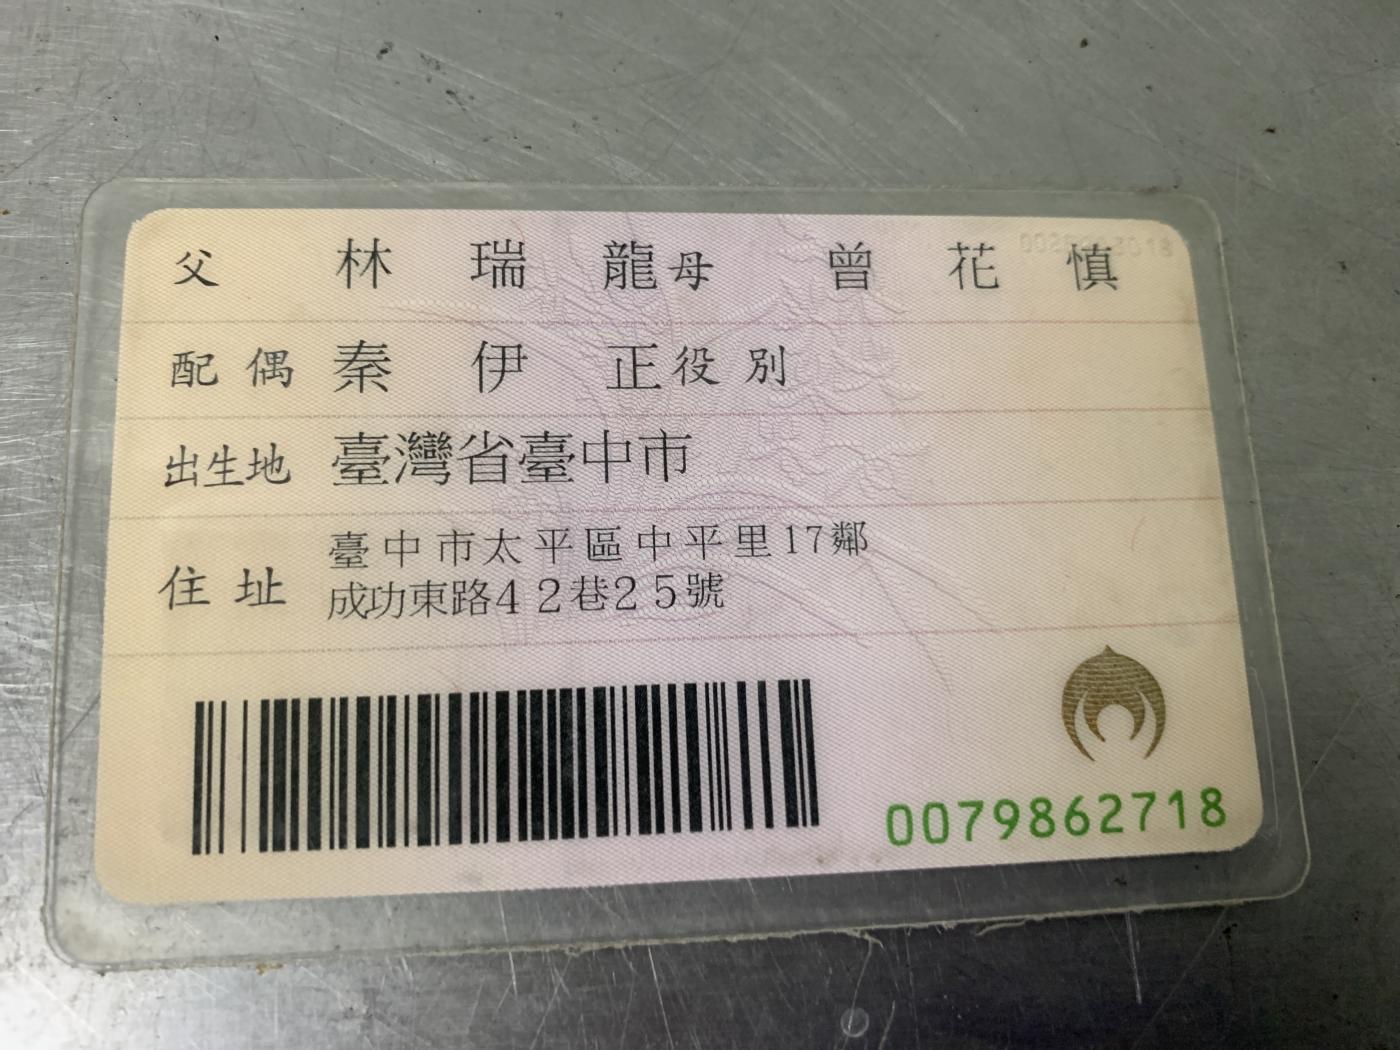 父 林瑞龍 母 曾花慎
配偶 秦伊正 役別
出生地 臺灣省臺中市
住址 臺中市太平區中平里17鄰
成功東路42巷25號
0079862718